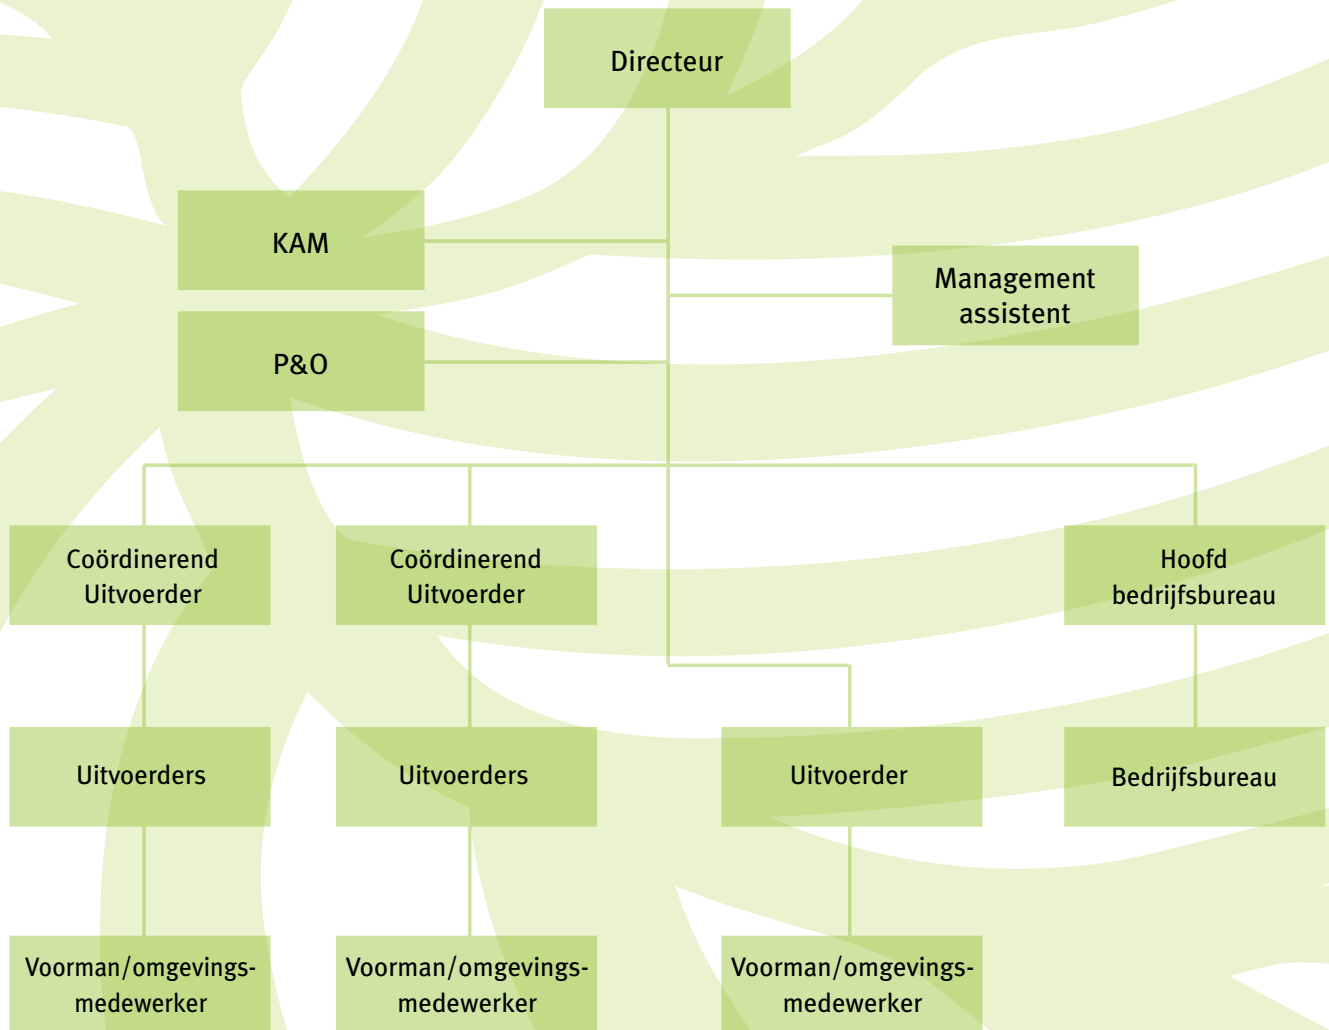 Directeur
KAM
Management
assistent
P&O
Coördinerend
Uitvoerder
Coördinerend
Uitvoerder
Hoofd
bedrijfsbureau
Uitvoerders
Uitvoerders
Uitvoerder
Bedrijfsbureau
Voorman/omgevings-
medewerker
Voorman/omgevings-
medewerker
Voorman/omgevings-
medewerker